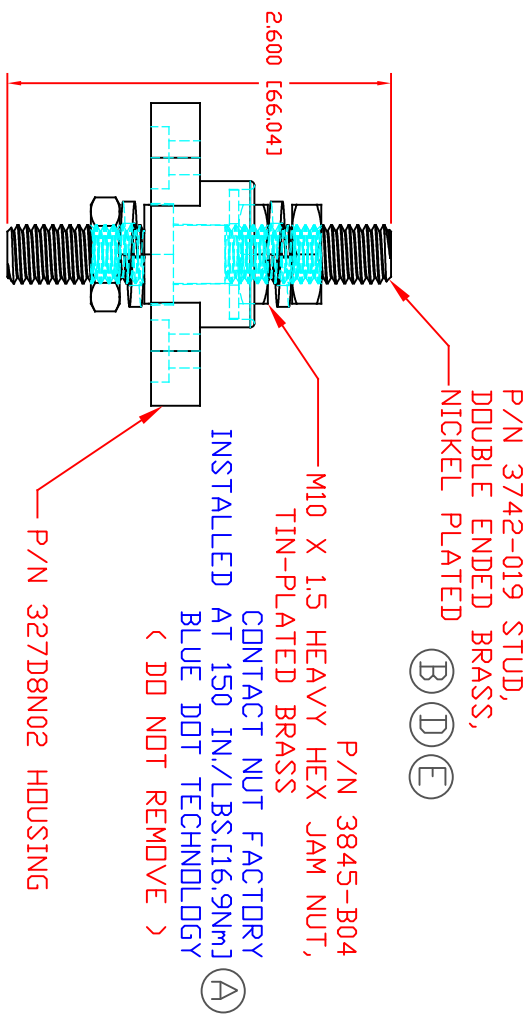 P/N 3742-019 STUD,
DOUBLE ENDED BRASS,
NICKEL PLATED
B D E
2.600 [66.04]
P/N 3845-B04
M10 X 1.5 HEAVY HEX JAM NUT,
TIN-PLATED BRASS
CONTACT NUT FACTORY
INSTALLED AT 150 IN./LBS.[16.9Nm]
BLUE DOT TECHNOLOGY
( DO NOT REMOVE )
A
P/N 327D8N02 HOUSING